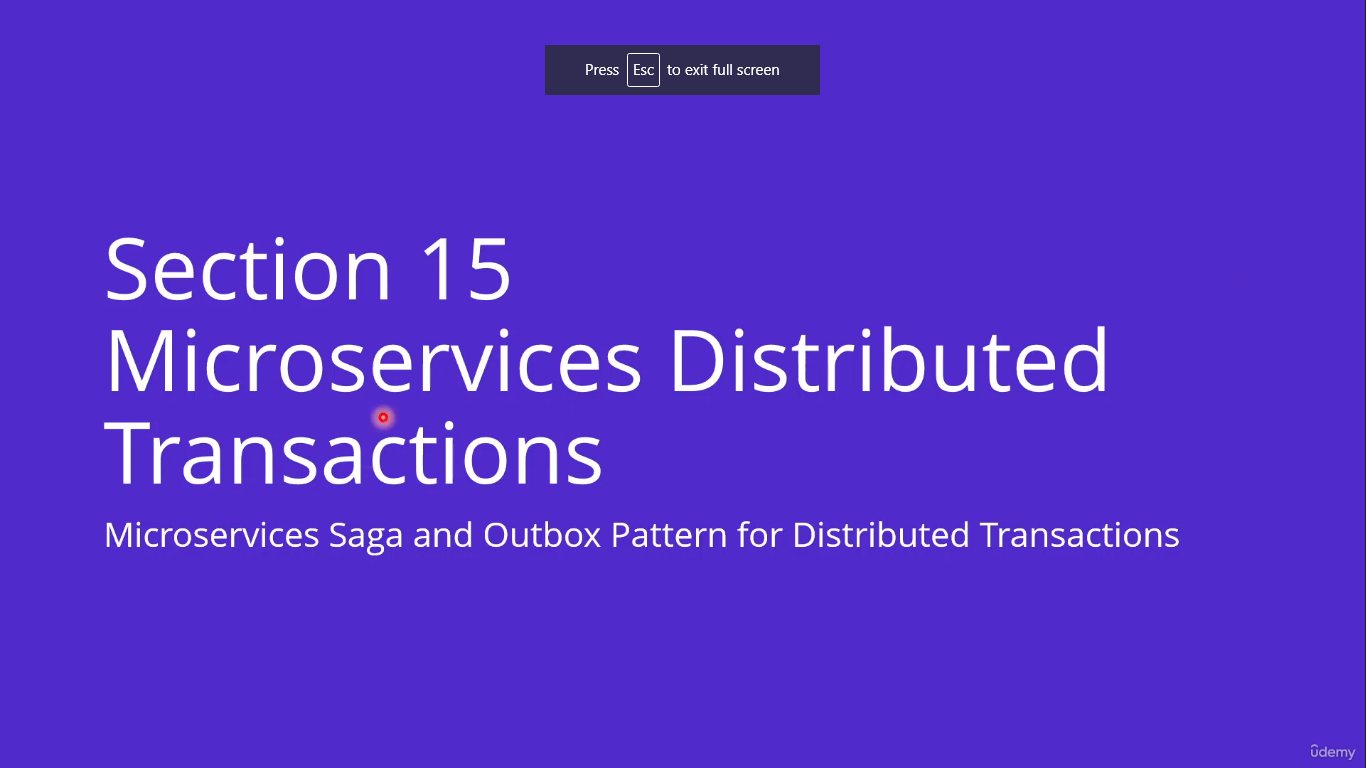 Press Esc to exit full screen
Section 15
Microservices Distributed
Transactions
Microservices Saga and Outbox Pattern for Distributed Transactions
ûdemy